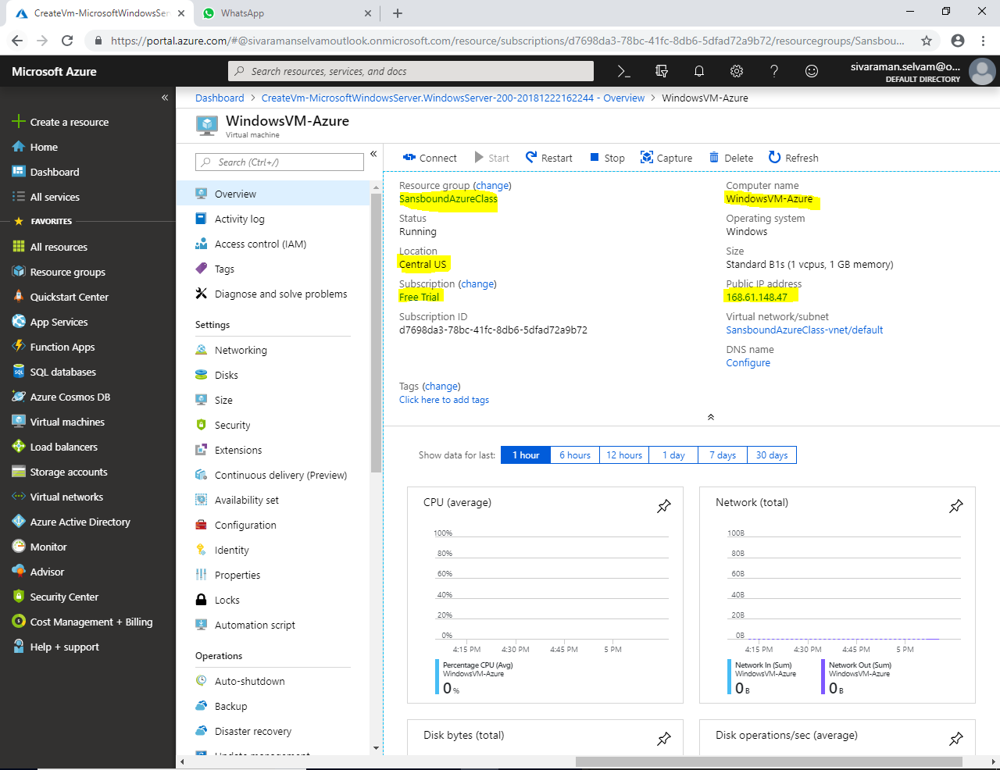 CreateVm-MicrosoftWindowsSer
WhatsApp
https://portal.azure.com/#@sivaramanselvamoutlook.onmicrosoft.com/resource/subscriptions/d7698da3-78bc-41fc-8db6-5dfad72a9b72/resourcegroups/Sansbou...
Microsoft Azure
Search resources, services, and docs
sivaraman.selvam@o...
DEFAULT DIRECTORY
Create a resource
Home
Dashboard
All services
FAVORITES
All resources
Resource groups
Quickstart Center
App Services
Function Apps
SQL databases
Azure Cosmos DB
Virtual machines
Load balancers
Storage accounts
Virtual networks
Azure Active Directory
Monitor
Advisor
Security Center
Cost Management + Billing
Help + support
Dashboard > CreateVm-MicrosoftWindowsServer.WindowsServer-200-20181222162244 - Overview > WindowsVM-Azure
WindowsVM-Azure
Virtual machine
Search (Ctrl+/)
Overview
Activity log
Access control (IAM)
Tags
Diagnose and solve problems
Settings
Networking
Disks
Size
Security
Extensions
Continuous delivery (Preview)
Availability set
Configuration
Identity
Properties
Locks
Automation script
Operations
Auto-shutdown
Backup
Disaster recovery
Update management
Connect Start Restart Stop Capture Delete Refresh
Resource group (change)
SansboundAzureClass
Status
Running
Location
Central US
Subscription (change)
Free Trial
Subscription ID
d7698da3-78bc-41fc-8db6-5dfad72a9b72
Computer name
WindowsVM-Azure
Operating system
Windows
Size
Standard B1s (1 vcpus, 1 GB memory)
Public IP address
168.61.148.47
Virtual network/subnet
SansboundAzureClass-vnet/default
DNS name
Configure
Tags (change)
Click here to add tags
Show data for last: 1 hour 6 hours 12 hours 1 day 7 days 30 days
CPU (average)
100%
80%
60%
40%
20%
0%
4:15 PM 4:30 PM 4:45 PM 5 PM
Percentage CPU (Avg)
WindowsVM-Azure
0 %
Network (total)
100B
80B
60B
40B
20B
0B
4:15 PM 4:30 PM 4:45 PM 5 PM
Network In (Sum)
WindowsVM-Azure
0 B
Network Out (Sum)
WindowsVM-Azure
0 B
Disk bytes (total)
Disk operations/sec (average)